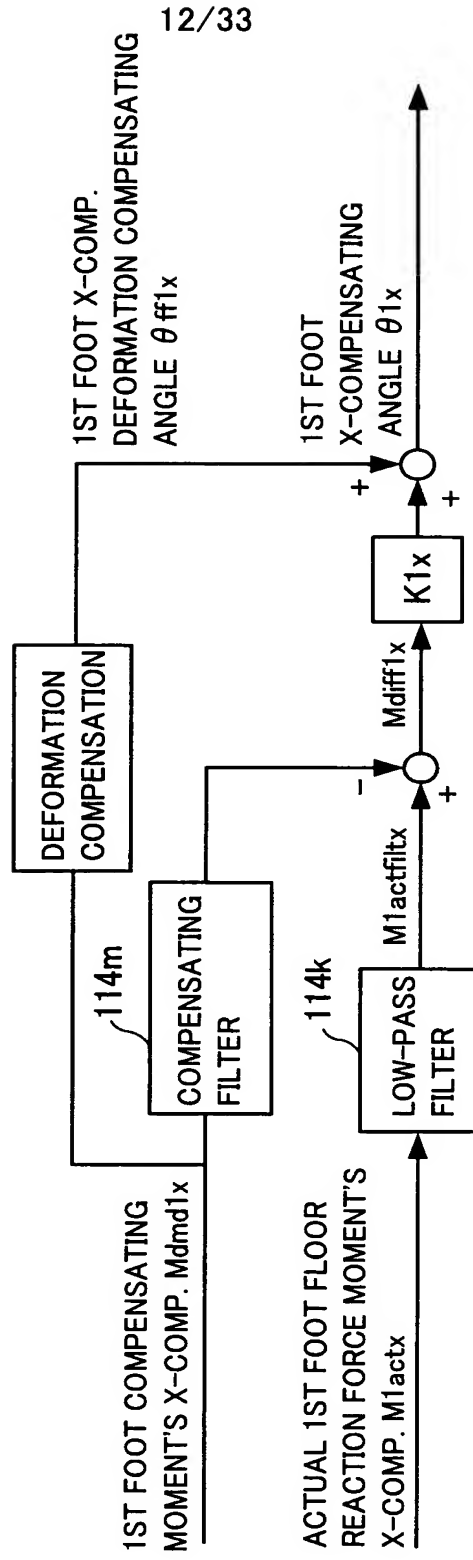 12/33
1ST FOOT X-COMP.
DEFORMATION COMPENSATING
ANGLE θff1x
DEFORMATION
COMPENSATION
1ST FOOT
X-COMPENSATING
ANGLE θ1x
114m
COMPENSATING
FILTER
1ST FOOT COMPENSATING
MOMENT'S X-COMP. Mdmd1x
-
+
+
+
K1x
Mdiff1x
M1actfiltx
114k
LOW-PASS
FILTER
ACTUAL 1ST FOOT FLOOR
REACTION FORCE MOMENT'S
X-COMP. M1actx